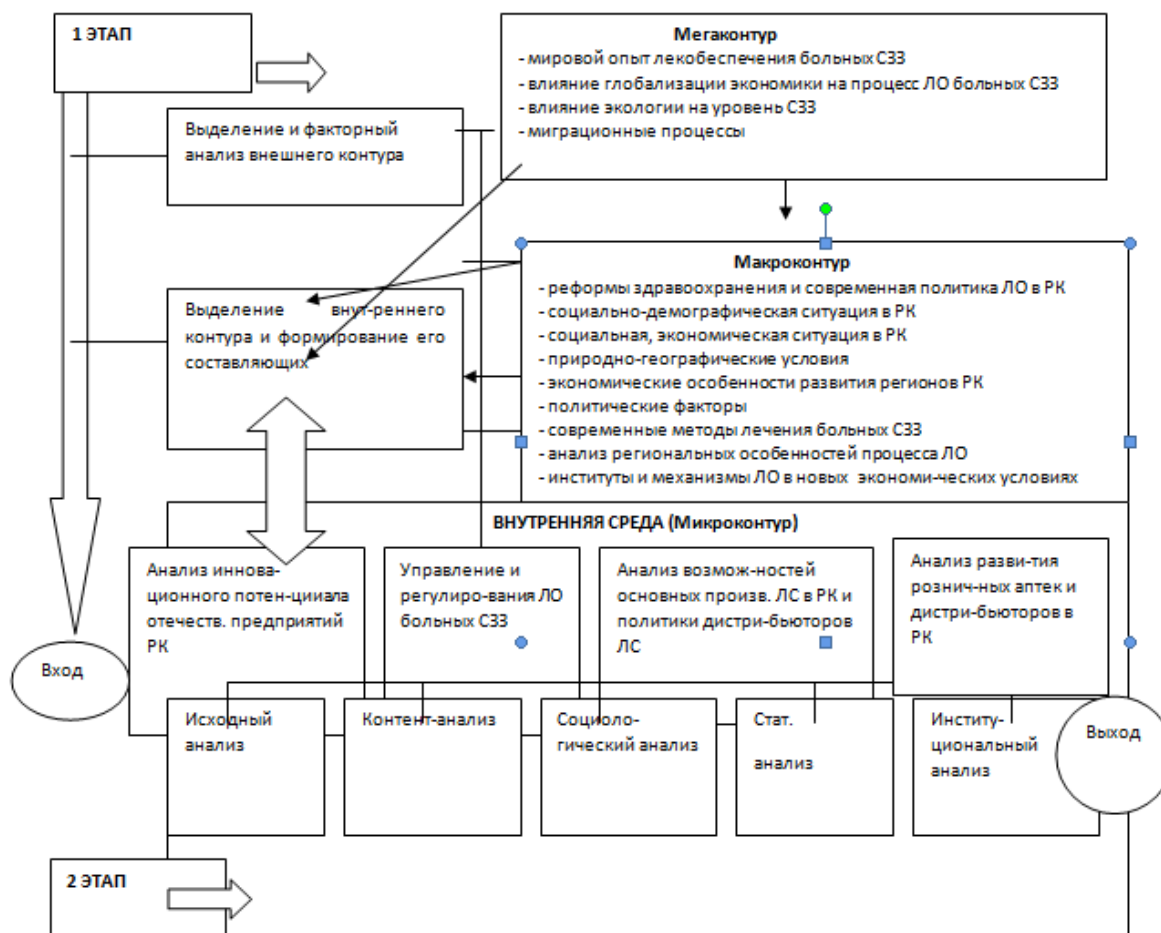 1 ЭТАП
Мегаконтур
- мировой опыт лекобеспечения больных СЗЗ
- влияние глобализации экономики на процесс ЛО больных СЗЗ
- влияние экологии на уровень СЗЗ
- миграционные процессы
Выделение и факторный
анализ внешнего контура
Макроконтур
- реформы здравоохранения и современная политика ЛО в РК
- социально-демографическая ситуация в РК
- социальная, экономическая ситуация в РК
- природно-географические условия
- экономические особенности развития регионов РК
- политические факторы
- современные методы лечения больных СЗЗ
- анализ региональных особенностей процесса ЛО
- институты и механизмы ЛО в новых экономи-ческих условиях
Выделение внут-реннего
контура и формирование его
составляющих
ВНУТРЕННЯЯ СРЕДА (Микроконтур)
Анализ иннова-
ционного потен-цииала
отечеств. предприятий
РК
Управление и
регулиро-вания ЛО
больных СЗЗ
Анализ возмож-ностей
основных произв. ЛС в РК и
политики дистри-бьюторов
ЛС
Анализ разви-тия
рознич-ных аптек и
дистри-бьюторов в
РК
Вход
Исходный
анализ
Контент-анализ
Социоло-
гический анализ
Стат.
анализ
Институ-
циональный
анализ
Выход
2 ЭТАП